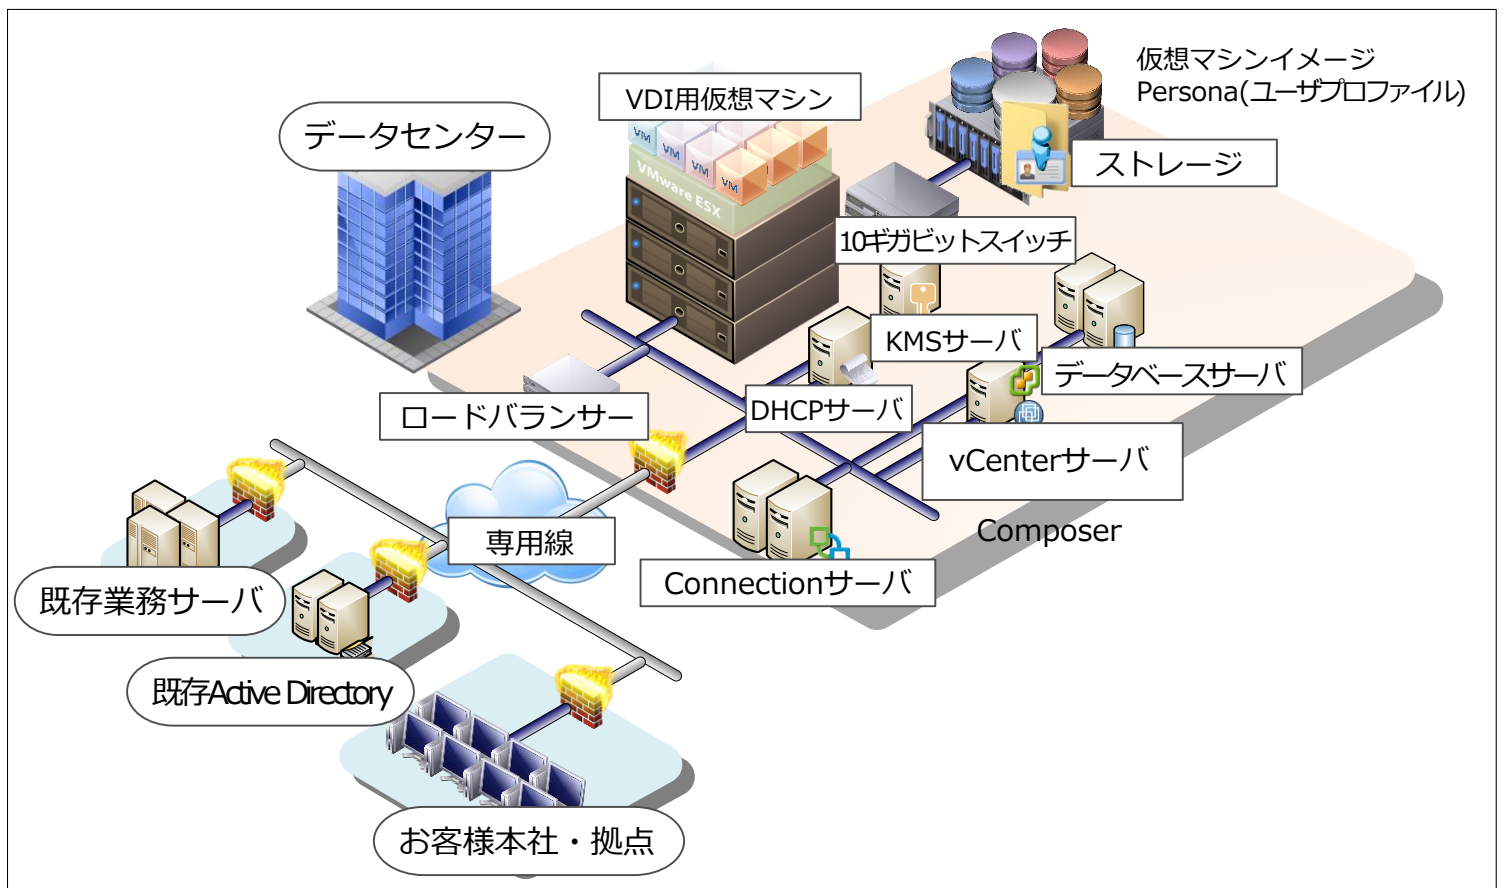 仮想マシンイメージ
Persona(ユーザプロファイル)
VDI用仮想マシン
データセンター
VM
VM
VM
VM
VMware ESX
ストレージ
10ギガビットスイッチ
KMSサーバ
データベースサーバ
DHCPサーバ
ロードバランサー
vCenterサーバ
Composer
専用線
Connectionサーバ
既存業務サーバ
既存Active Directory
お客様本社・拠点